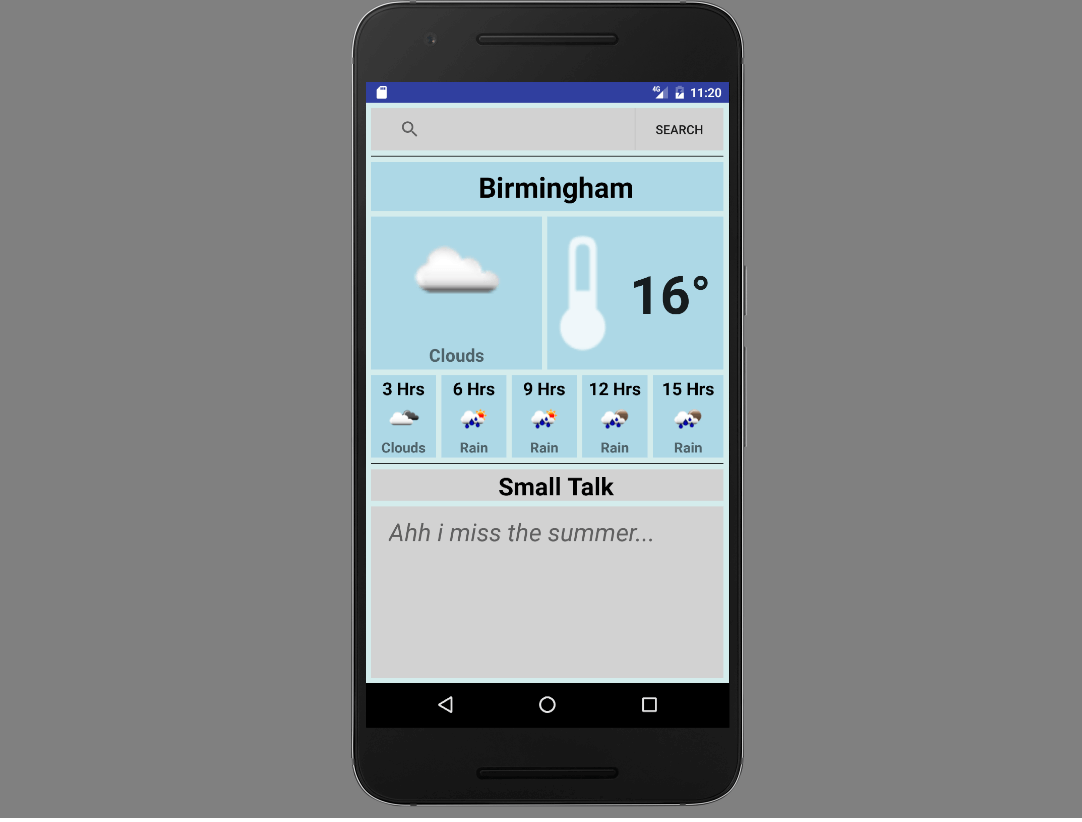 4G 11:20
SEARCH
Birmingham
16°
Clouds
3 Hrs 6 Hrs 9 Hrs 12 Hrs 15 Hrs
Clouds Rain Rain Rain Rain
Small Talk
Ahh i miss the summer...